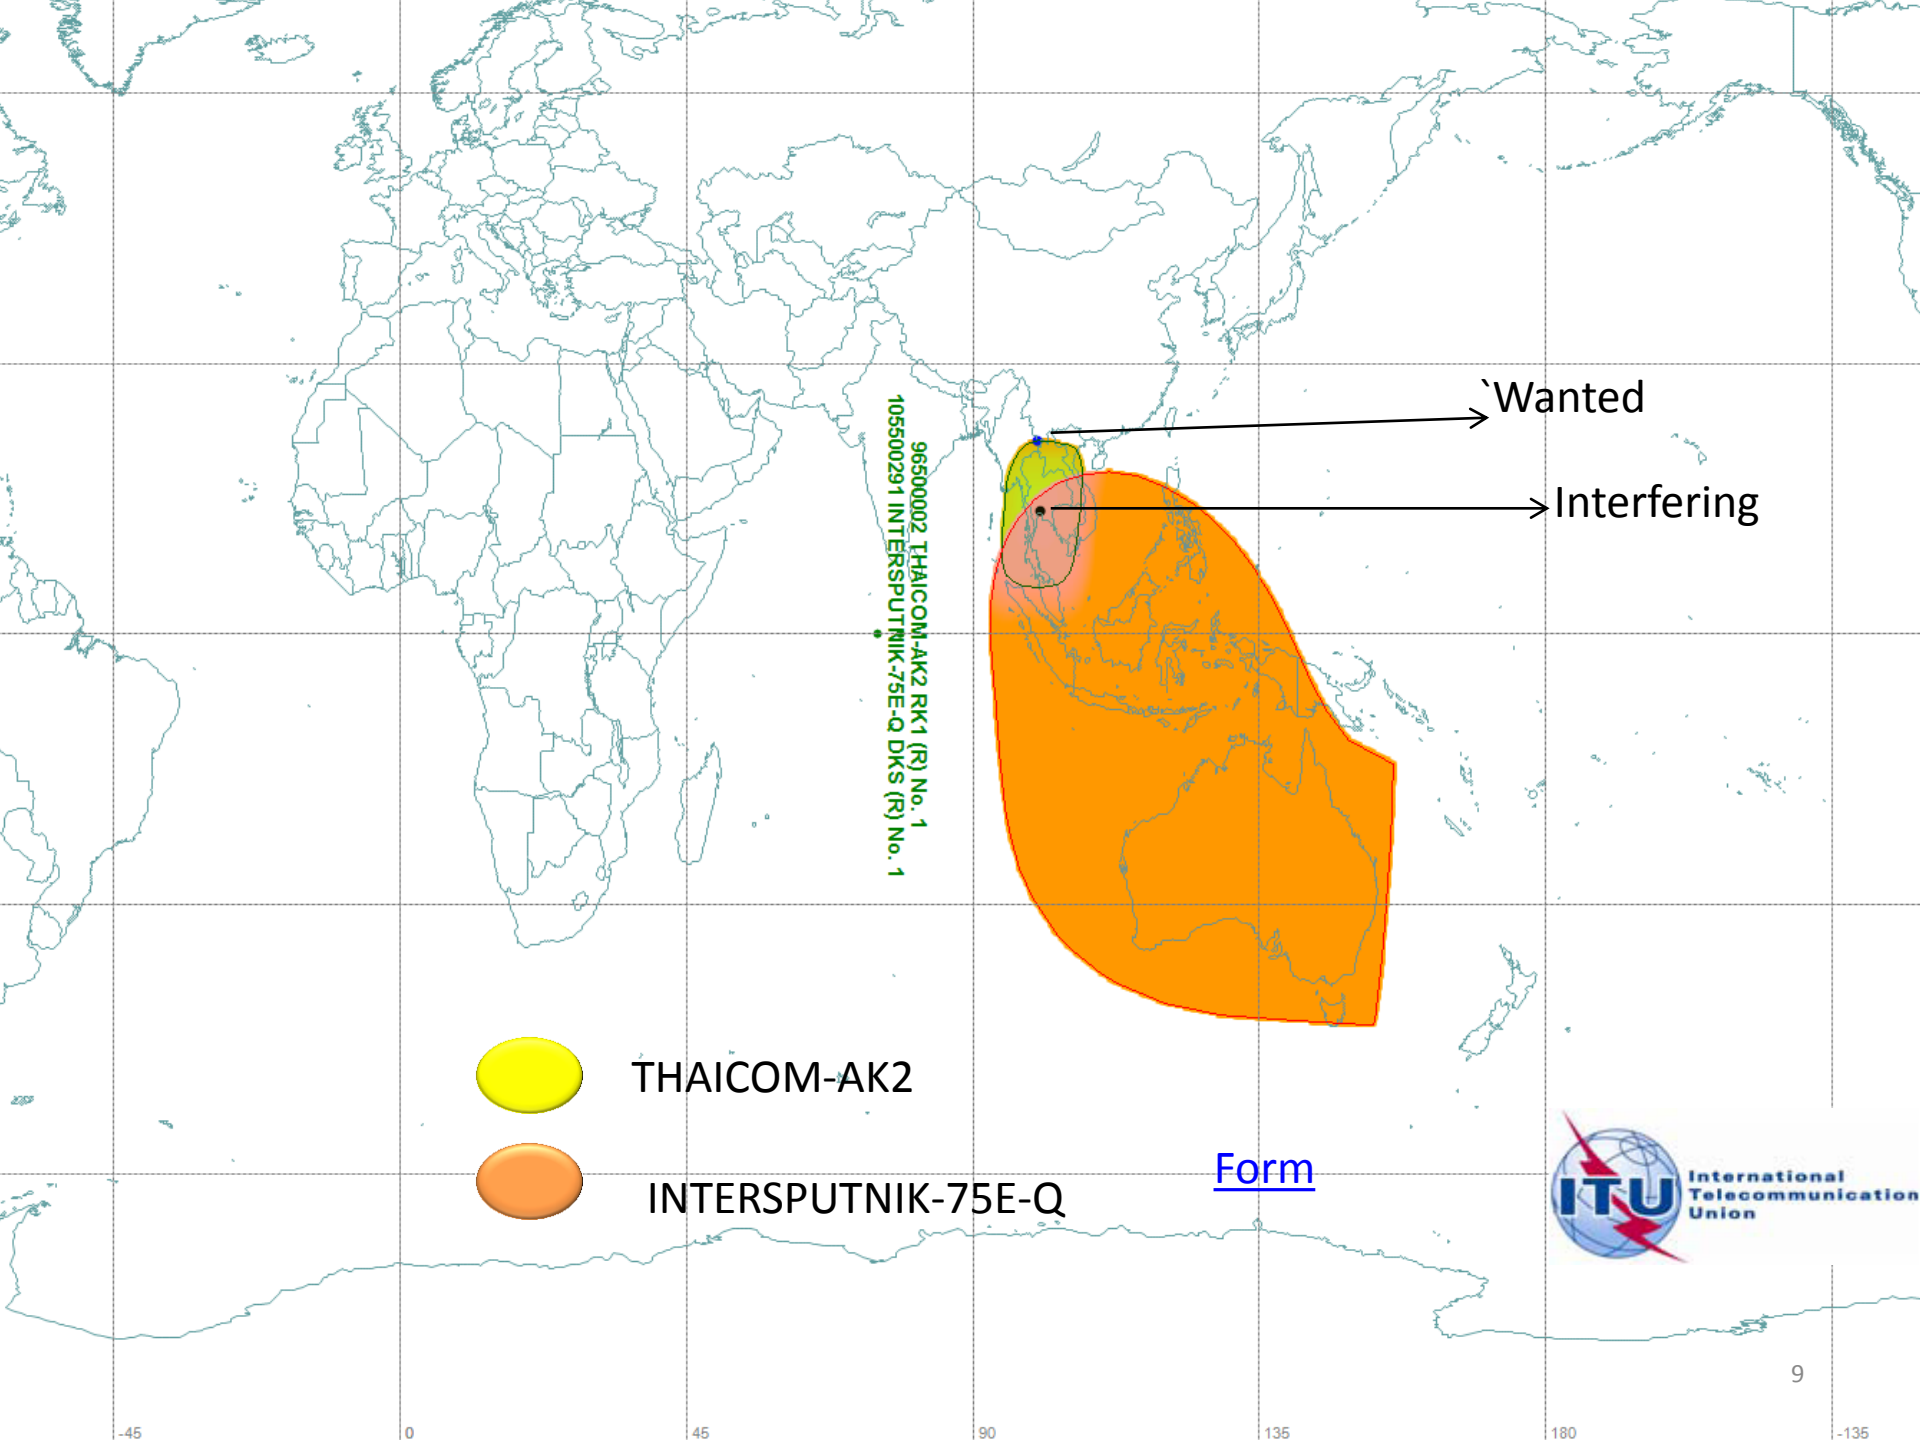 `Wanted
Interfering
96500002 THAICOM-AK2 RK1 (R) No. 1
105500291 INTERSPUTNIK-75E-Q DKS (R) No. 1
THAICOM-AK2
INTERSPUTNIK-75E-Q
Form
ITU
International
Telecommunication
Union
9
-45
0
45
90
135
180
-135